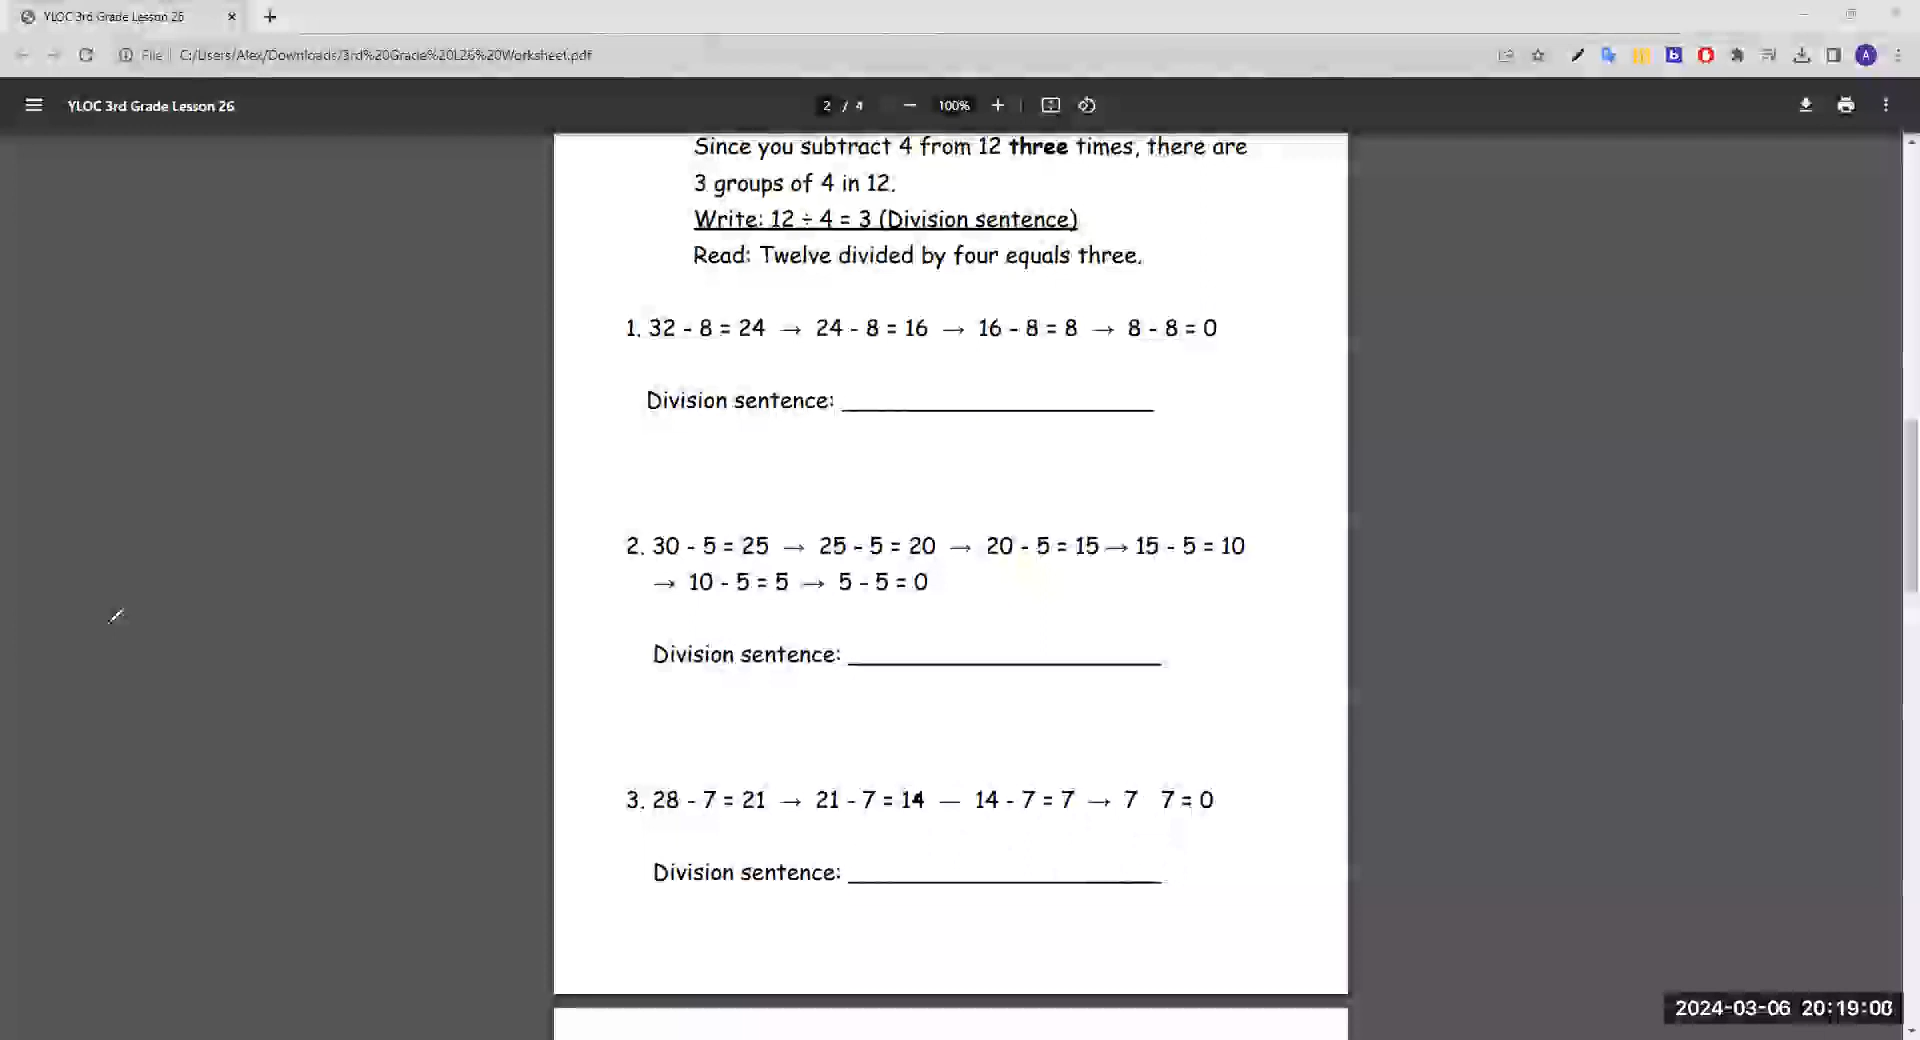 YLOC 3rd Grade Lesson 26
File | C:/Users/Alex/Downloads/3rd%20Grade%20L26%20Worksheet.pdf
A
YLOC 3rd Grade Lesson 26
2 / 4
100%
Since you subtract 4 from 12 three times, there are
3 groups of 4 in 12.
Write: 12 ÷ 4 = 3 (Division sentence)
Read: Twelve divided by four equals three.
1. 32 - 8 = 24 → 24 - 8 = 16 → 16 - 8 = 8 → 8 - 8 = 0
Division sentence: ____________________
2. 30 - 5 = 25 → 25 - 5 = 20 → 20 - 5 = 15 → 15 - 5 = 10
→ 10 - 5 = 5 → 5 - 5 = 0
Division sentence: ____________________
3. 28 - 7 = 21 → 21 - 7 = 14 — 14 - 7 = 7 → 7 7 = 0
Division sentence: ____________________
2024-03-06 20:19:00